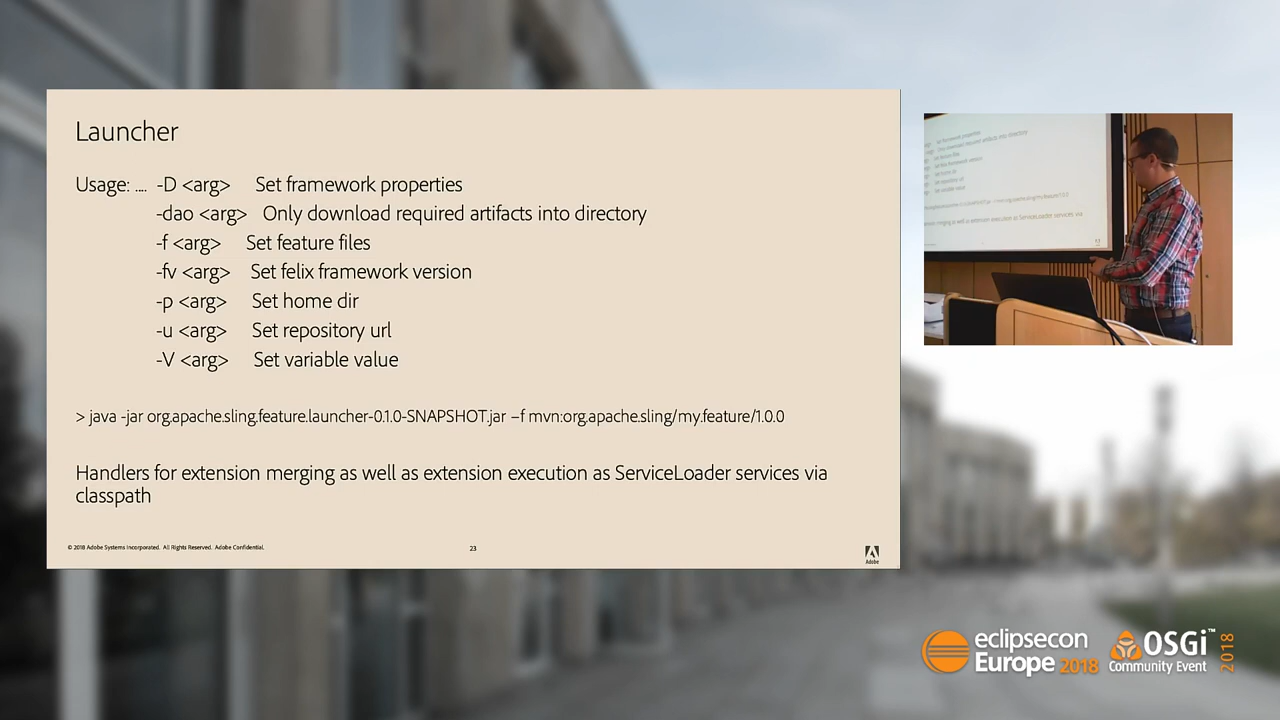 Launcher
Usage: .... -D <arg> Set framework properties
-dao <arg> Only download required artifacts into directory
-f <arg> Set feature files
-fv <arg> Set felix framework version
-p <arg> Set home dir
-u <arg> Set repository url
-V <arg> Set variable value
> java -jar org.apache.sling.feature.launcher-0.1.0-SNAPSHOT.jar –f mvn:org.apache.sling/my.feature/1.0.0
Handlers for extension merging as well as extension execution as ServiceLoader services via
classpath
© 2018 Adobe Systems Incorporated. All Rights Reserved. Adobe Confidential.
23
Adobe
eclipsecon
Europe 2018
OSGi™
Community Event
2018